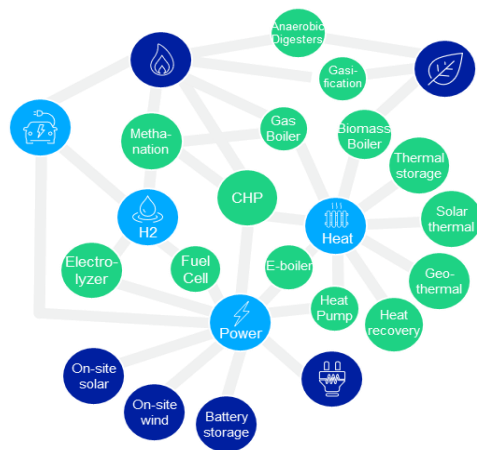 Anaerobic
Digesters
Gasi-
fication
Metha-
nation
Gas
Boiler
Biomass
Boiler
Thermal
storage
CHP
Solar
thermal
H2
Heat
Electro-
lyzer
Fuel
Cell
E-boiler
Geo-
thermal
Heat
Pump
Heat
recovery
Power
On-site
solar
On-site
wind
Battery
storage